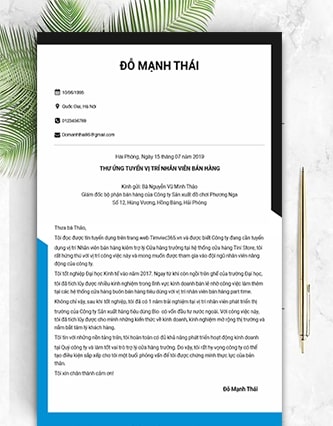 ĐỖ MẠNH THÁI
10/06/1995
Quốc Đại, Hà Nội
0123456789
Domanhthai95@gmail.com
Hải Phòng, Ngày 15 tháng 07 năm 2019
THƯ ỨNG TUYỂN VỊ TRÍ NHÂN VIÊN BÁN HÀNG
Kính gửi: Bà Nguyễn Vũ Minh Thảo
Giám đốc bộ phận bán hàng của Công ty Sản xuất đồ chơi Phương Nga
Số 12, Hùng Vương, Hồng Bàng, Hải Phòng
Thưa bà Thảo,
Tôi đọc được tin tuyển dụng trên trang web Timviec365.vn và được biết Công ty đang cần tuyển
dụng vị trí Nhân viên bán hàng kiêm trợ lý Cửa hàng trưởng tại hệ thống cửa hàng Tini Store, tôi
rất hứng thú với vị trí công việc này và mong muốn được tham gia vào đội ngũ nhân viên năng
động của công ty.
Tôi tốt nghiệp Đại học Kinh tế vào năm 2017. Ngay từ khi còn ngồi trên ghế của trường Đại học,
tôi đã tích lũy được nhiều kinh nghiệm trong lĩnh vực kinh doanh bán lẻ nhờ công việc làm thêm
tại các hệ thống cửa hàng buôn bán hàng tiêu dùng với vị trí nhân viên bán hàng part time.
Không chỉ vậy, sau khi tốt nghiệp, tôi đã có 1 năm trải nghiệm tại vị trí nhân viên phát triển thị
trường của Công ty Sản xuất hàng tiêu dùng Bio - có vốn đầu tư nước ngoài. Với công việc này,
tôi đã tích lũy được cho mình những kiến thức về kinh doanh, kinh nghiệm mở rộng thị trường và
nắm bắt tâm lý khách hàng.
Tôi tin với những nền tảng trên, tôi hoàn toàn có đủ khả năng phát triển hoạt động kinh doanh
tại Quý công ty và làm tốt vai trò trợ lý cửa hàng trưởng. Do vậy, tôi rất hy vọng công ty có thể
tạo điều kiện sắp xếp cho tôi một buổi phỏng vấn để tôi được chứng minh thực lực của bản
thân.
Tôi xin chân thành cảm ơn!
Đỗ Mạnh Thái